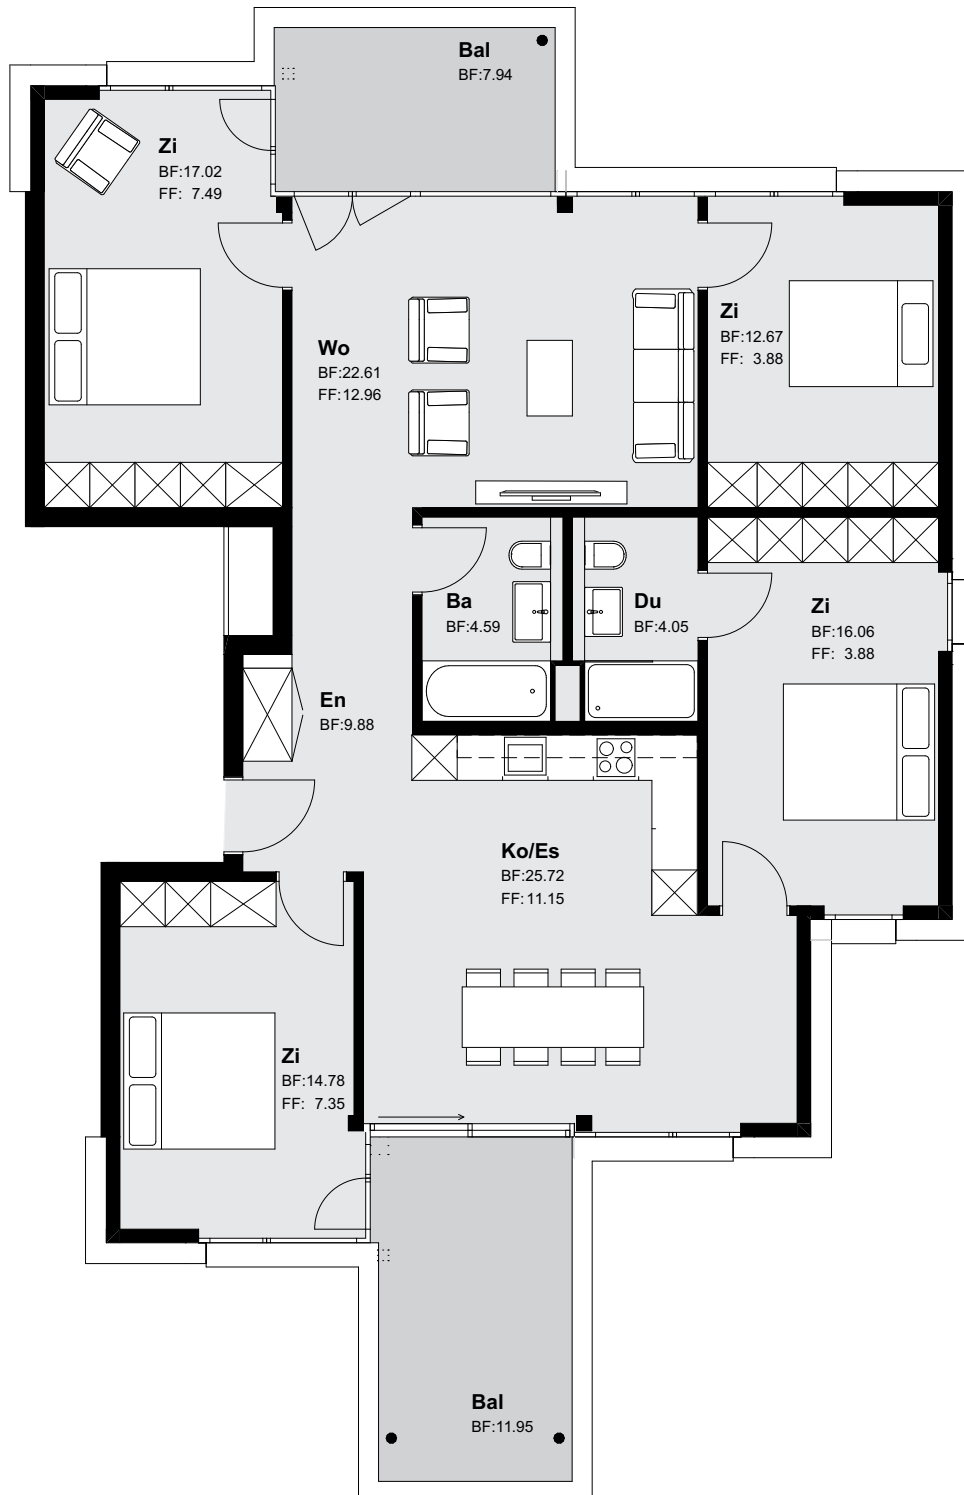 Bal
BF:7.94
Zi
BF:17.02
FF: 7.49
Zi
BF:12.67
FF: 3.88
Wo
BF:22.61
FF:12.96
Ba
BF:4.59
Du
BF:4.05
Zi
BF:16.06
FF: 3.88
En
BF:9.88
Ko/Es
BF:25.72
FF:11.15
Zi
BF:14.78
FF: 7.35
Bal
BF:11.95